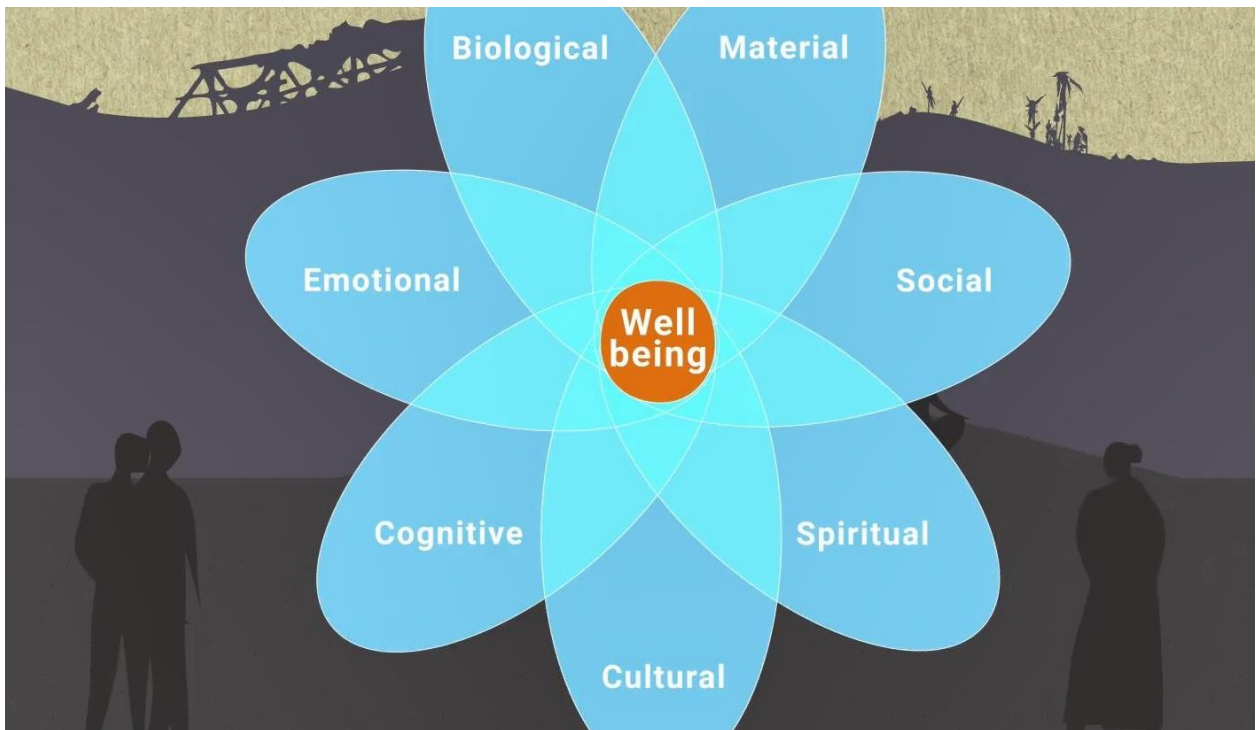 Biological
Material
Emotional
Social
Well
being
Cognitive
Spiritual
Cultural